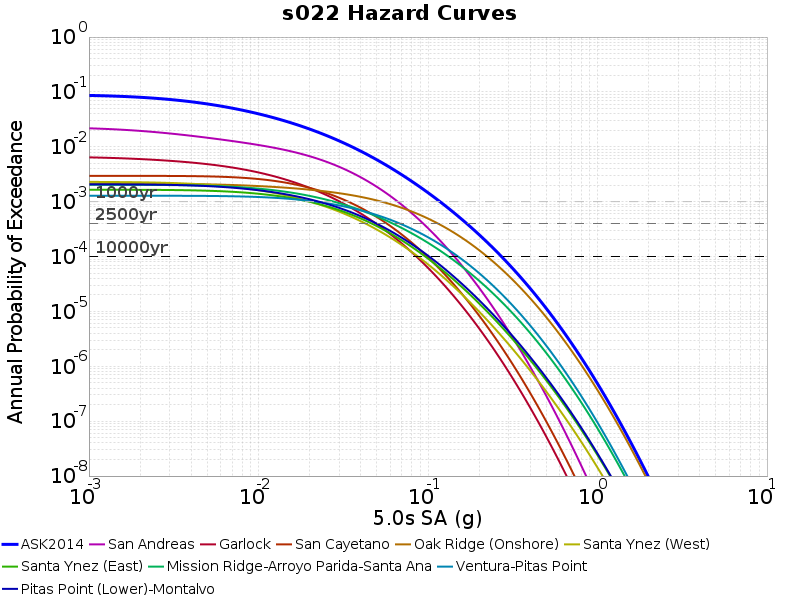 s022 Hazard Curves
Annual Probability of Exceedance
10^0
10^-1
10^-2
10^-3
10^-4
10^-5
10^-6
10^-7
10^-8
1000yr
2500yr
10000yr
10^-3 10^-2 10^-1 10^0 10^1
5.0s SA (g)
ASK2014 San Andreas Garlock San Cayetano Oak Ridge (Onshore) Santa Ynez (West)
Santa Ynez (East) Mission Ridge-Arroyo Parida-Santa Ana Ventura-Pitas Point
Pitas Point (Lower)-Montalvo